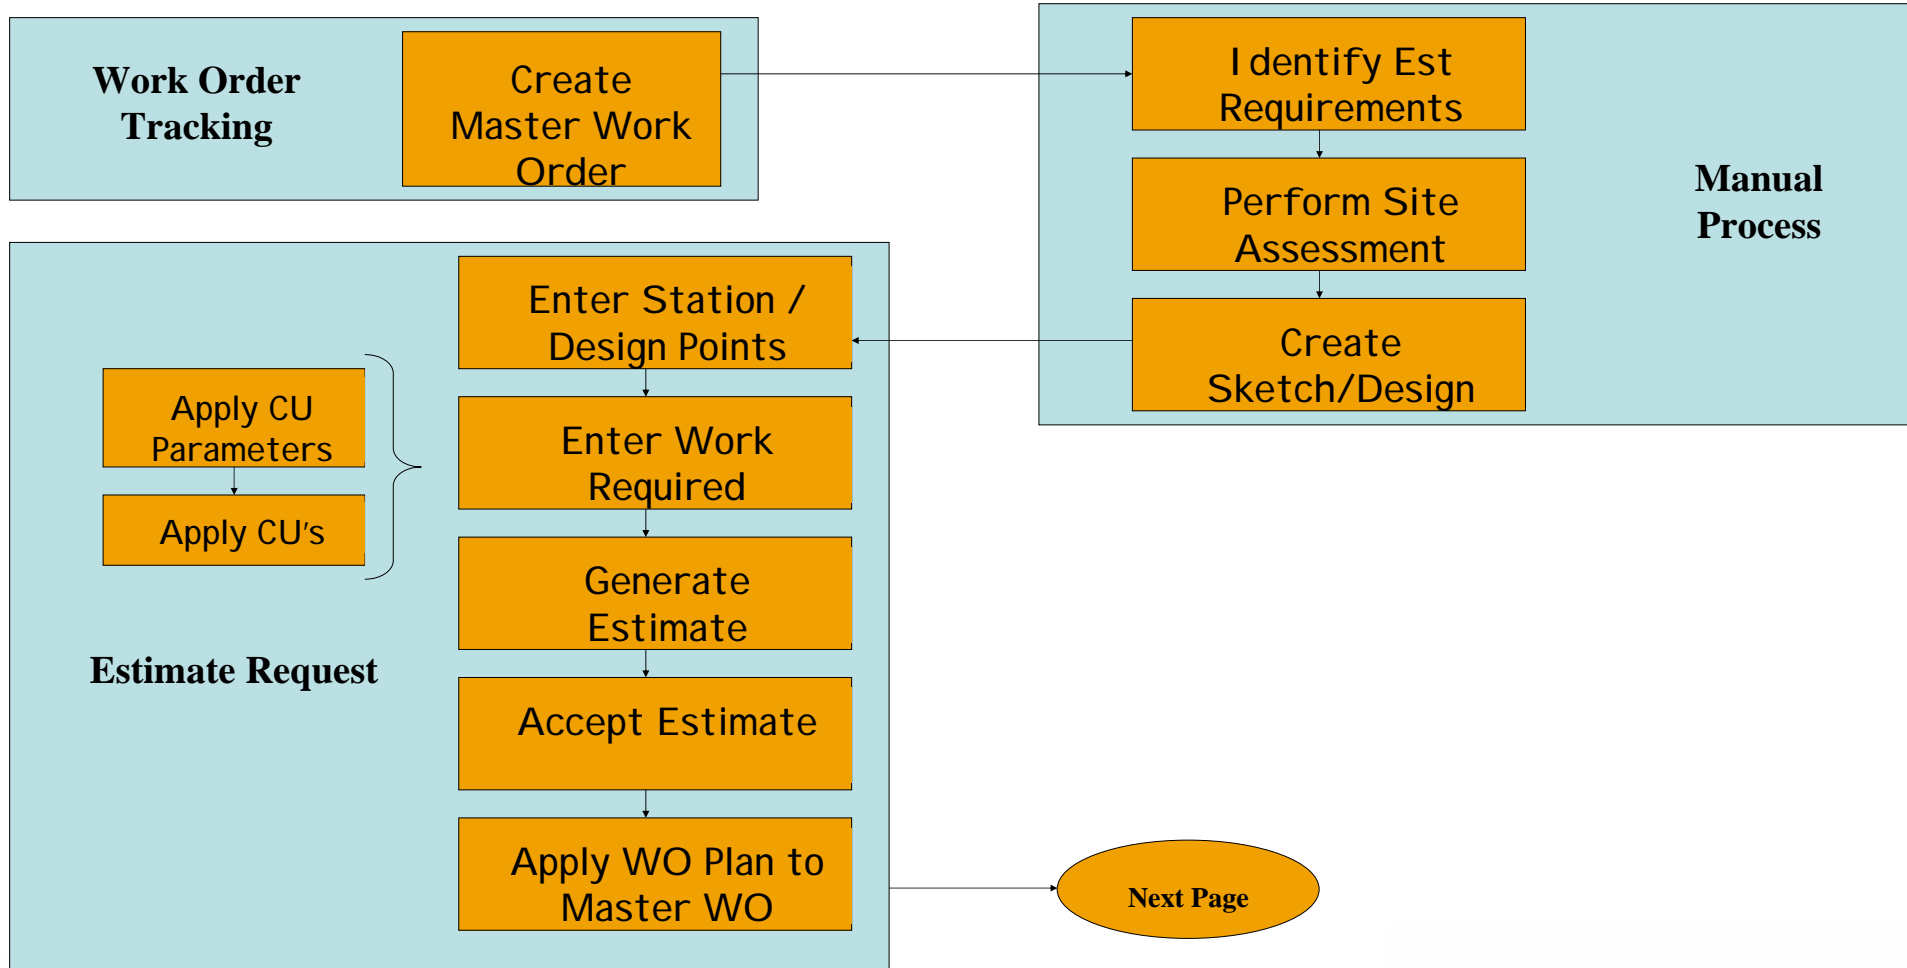 Work Order
Tracking
Create
Master Work
Order
Identify Est
Requirements
Perform Site
Assessment
Create
Sketch/Design
Manual
Process
Enter Station /
Design Points
Apply CU
Parameters
Apply CU's
Enter Work
Required
Generate
Estimate
Estimate Request
Accept Estimate
Apply WO Plan to
Master WO
Next Page